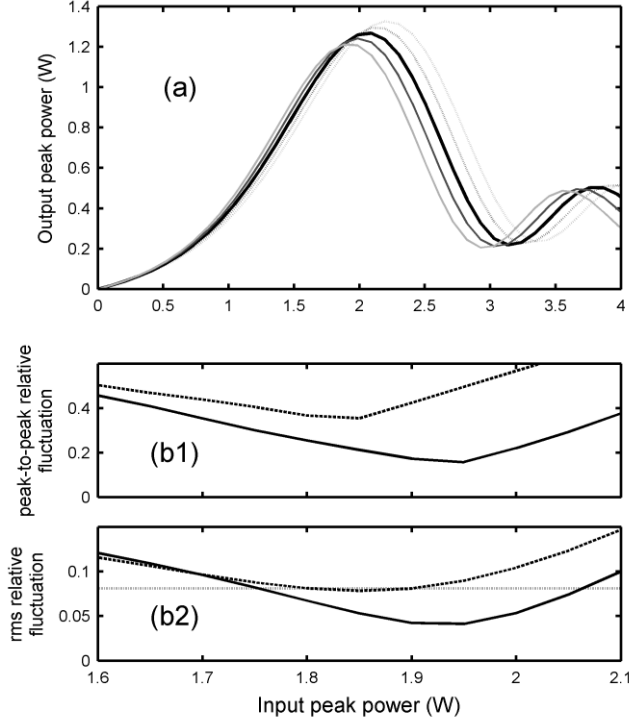 1.4
1.2
1
0.8
0.6
0.4
0.2
0
Output peak power (W)
(a)
0 0.5 1 1.5 2 2.5 3 3.5 4
0.4
0.2
0
peak-to-peak relative
fluctuation
(b1)
0.1
0.05
0
rms relative
fluctuation
(b2)
1.6 1.7 1.8 1.9 2 2.1
Input peak power (W)